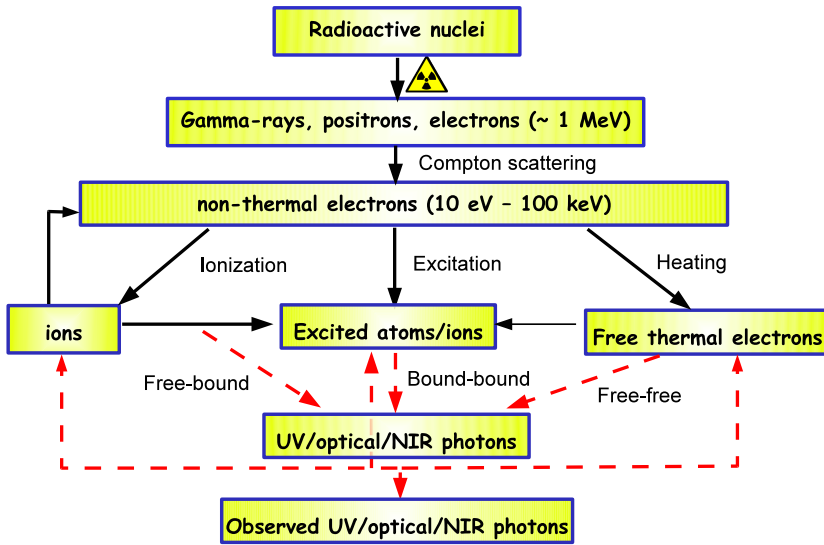 Radioactive nuclei
Gamma-rays, positrons, electrons (~ 1 MeV)
Compton scattering
non-thermal electrons (10 eV – 100 keV)
Ionization
Excitation
Heating
ions
Excited atoms/ions
Free thermal electrons
Free-bound
Bound-bound
Free-free
UV/optical/NIR photons
Observed UV/optical/NIR photons